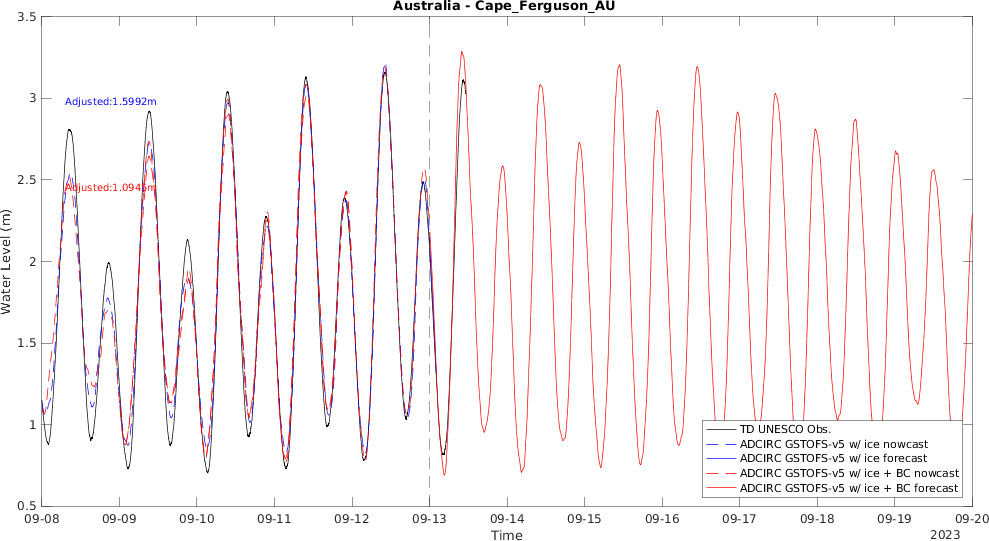 Australia - Cape_Ferguson_AU
3.5
3
2.5
2
1.5
1
0.5
Water Level (m)
Adjusted:1.5992m
Adjusted:1.0945m
TD UNESCO Obs.
ADCIRC GSTOFS-v5 w/ ice nowcast
ADCIRC GSTOFS-v5 w/ ice forecast
ADCIRC GSTOFS-v5 w/ ice + BC nowcast
ADCIRC GSTOFS-v5 w/ ice + BC forecast
09-08 09-09 09-10 09-11 09-12 09-13 09-14 09-15 09-16 09-17 09-18 09-19 09-20
Time
2023